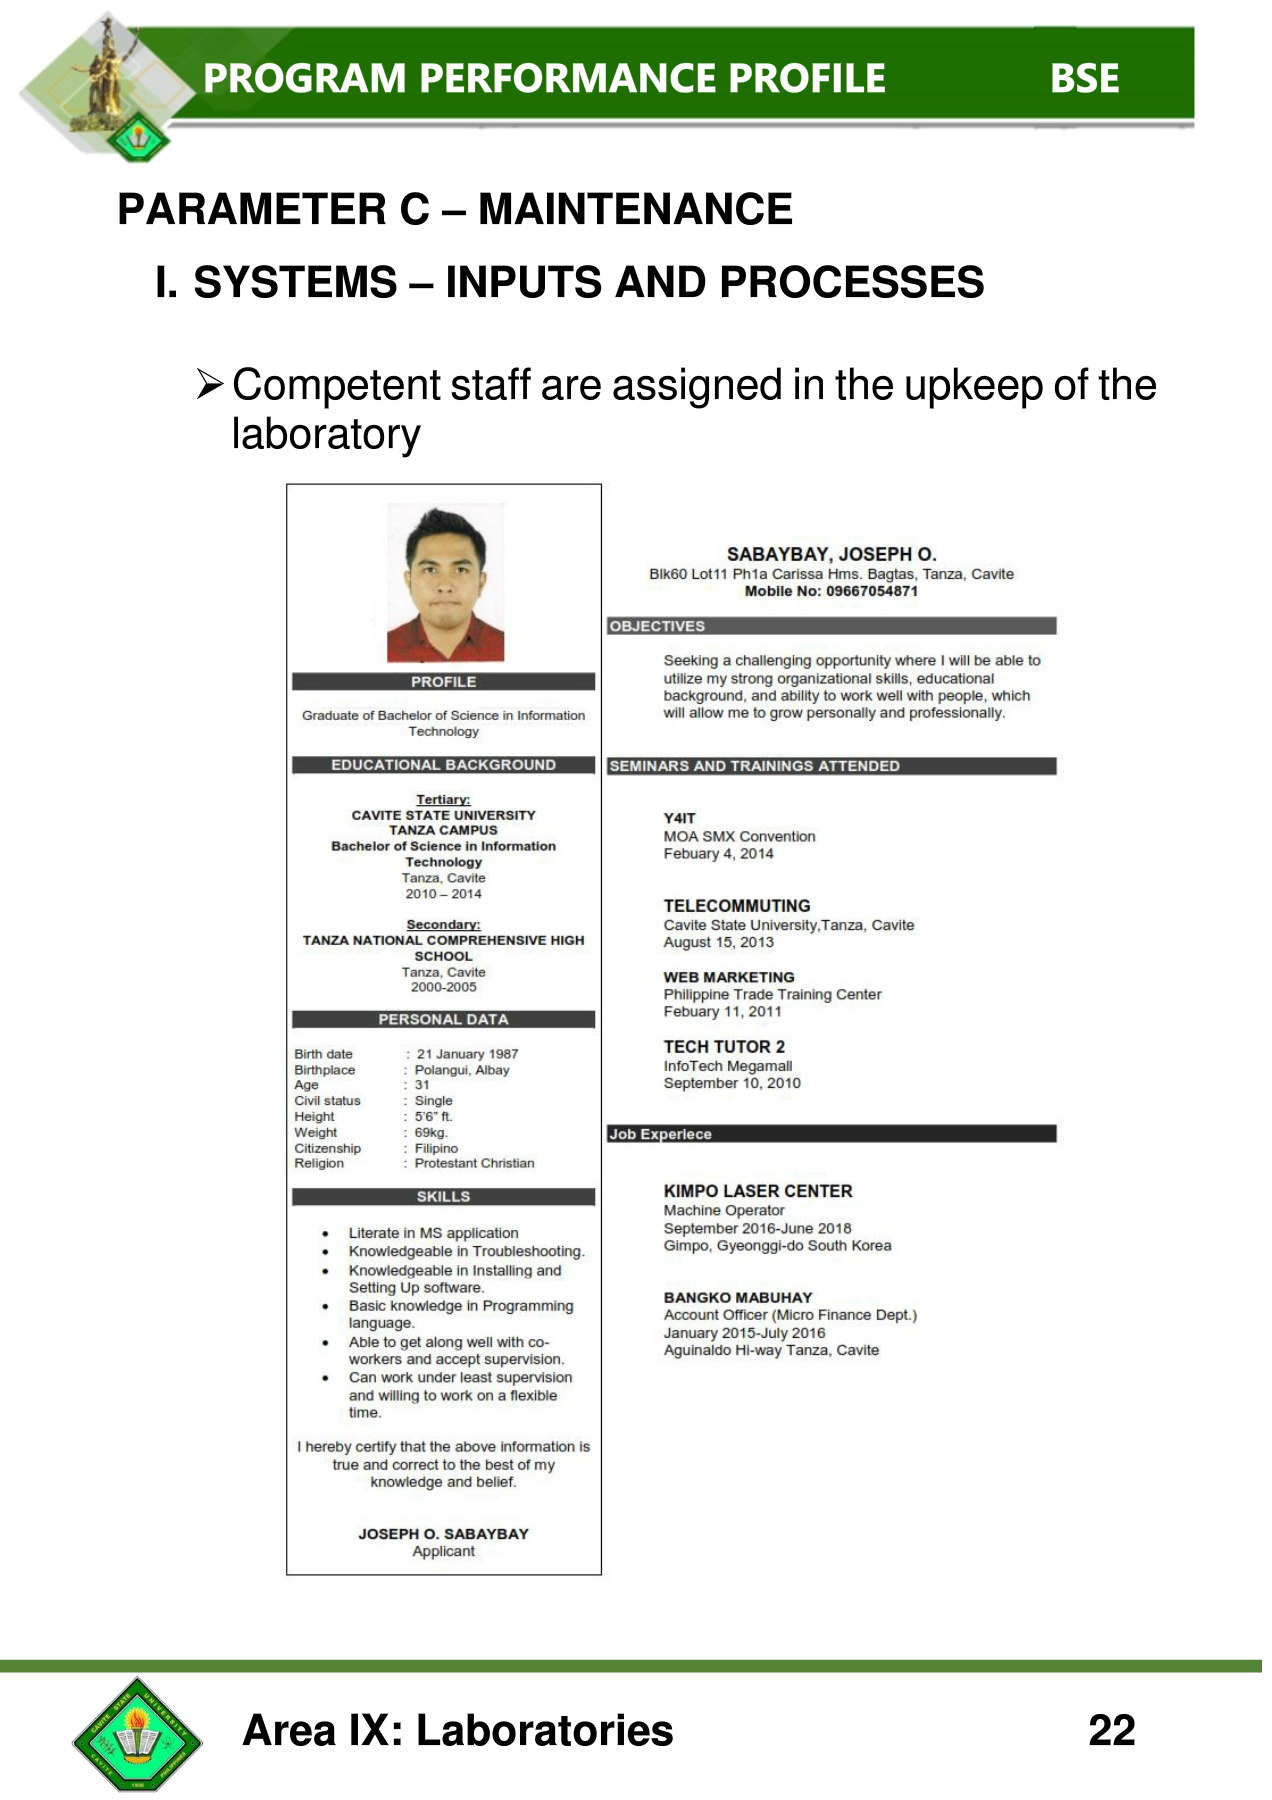 PROGRAM PERFORMANCE PROFILE BSE
PARAMETER C – MAINTENANCE
I. SYSTEMS – INPUTS AND PROCESSES
➢ Competent staff are assigned in the upkeep of the
laboratory
PROFILE
Graduate of Bachelor of Science in Information
Technology
EDUCATIONAL BACKGROUND
Tertiary:
CAVITE STATE UNIVERSITY
TANZA CAMPUS
Bachelor of Science in Information
Technology
Tanza, Cavite
2010 – 2014
Secondary:
TANZA NATIONAL COMPREHENSIVE HIGH
SCHOOL
Tanza, Cavite
2000-2005
PERSONAL DATA
Birth date : 21 January 1987
Birthplace : Polangui, Albay
Age : 31
Civil status : Single
Height : 5'6" ft.
Weight : 69kg.
Citizenship : Filipino
Religion : Protestant Christian
SKILLS
• Literate in MS application
• Knowledgeable in Troubleshooting.
• Knowledgeable in Installing and
Setting Up software.
• Basic knowledge in Programming
language.
• Able to get along well with co-
workers and accept supervision.
• Can work under least supervision
and willing to work on a flexible
time.
I hereby certify that the above information is
true and correct to the best of my
knowledge and belief.
JOSEPH O. SABAYBAY
Applicant
SABAYBAY, JOSEPH O.
Blk60 Lot11 Ph1a Carissa Hms. Bagtas, Tanza, Cavite
Mobile No: 09667054871
OBJECTIVES
Seeking a challenging opportunity where I will be able to
utilize my strong organizational skills, educational
background, and ability to work well with people, which
will allow me to grow personally and professionally.
SEMINARS AND TRAININGS ATTENDED
Y4IT
MOA SMX Convention
Febuary 4, 2014
TELECOMMUTING
Cavite State University,Tanza, Cavite
August 15, 2013
WEB MARKETING
Philippine Trade Training Center
Febuary 11, 2011
TECH TUTOR 2
InfoTech Megamall
September 10, 2010
Job Experiece
KIMPO LASER CENTER
Machine Operator
September 2016-June 2018
Gimpo, Gyeonggi-do South Korea
BANGKO MABUHAY
Account Officer (Micro Finance Dept.)
January 2015-July 2016
Aguinaldo Hi-way Tanza, Cavite
CAVITE STATE UNIVERSITY
CAVITE PHILIPPINES
1906
Area IX: Laboratories 22